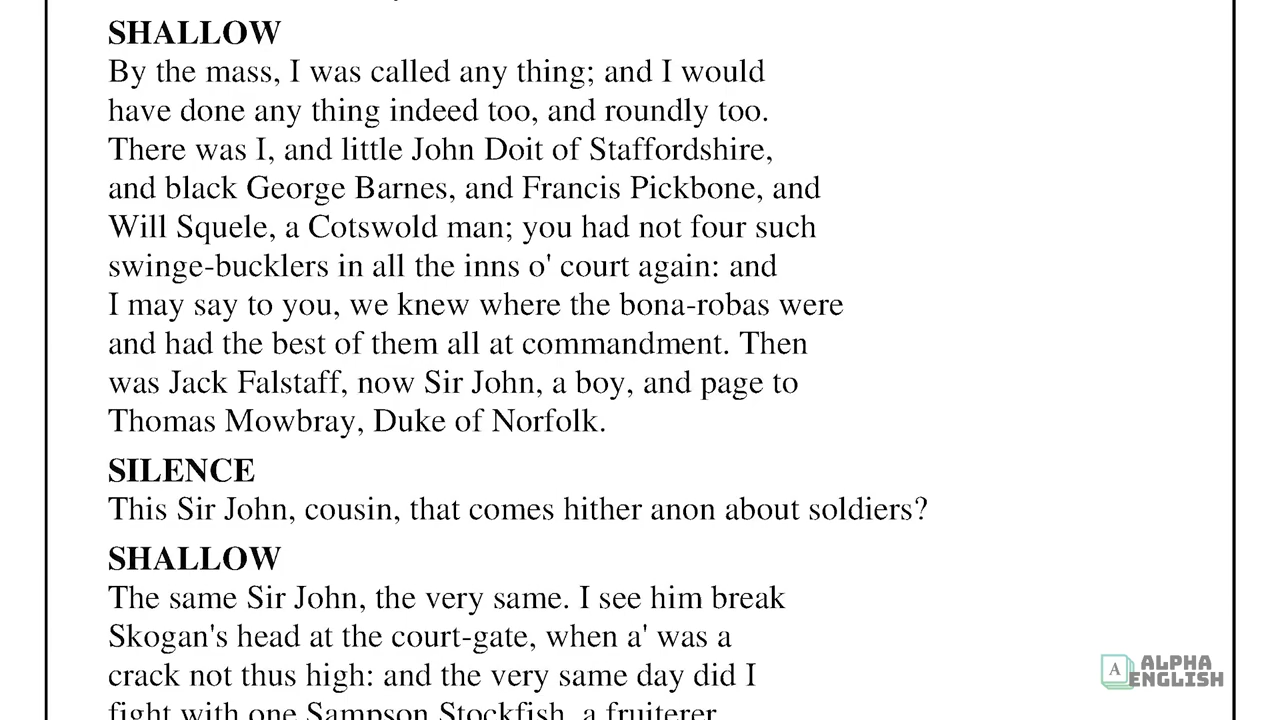 SHALLOW
By the mass, I was called any thing; and I would
have done any thing indeed too, and roundly too.
There was I, and little John Doit of Staffordshire,
and black George Barnes, and Francis Pickbone, and
Will Squele, a Cotswold man; you had not four such
swinge-bucklers in all the inns o' court again: and
I may say to you, we knew where the bona-robas were
and had the best of them all at commandment. Then
was Jack Falstaff, now Sir John, a boy, and page to
Thomas Mowbray, Duke of Norfolk.
SILENCE
This Sir John, cousin, that comes hither anon about soldiers?
SHALLOW
The same Sir John, the very same. I see him break
Skogan's head at the court-gate, when a' was a
crack not thus high: and the very same day did I
fight with one Sampson Stockfish, a fruiterer,
A ALPHA
ENGLISH